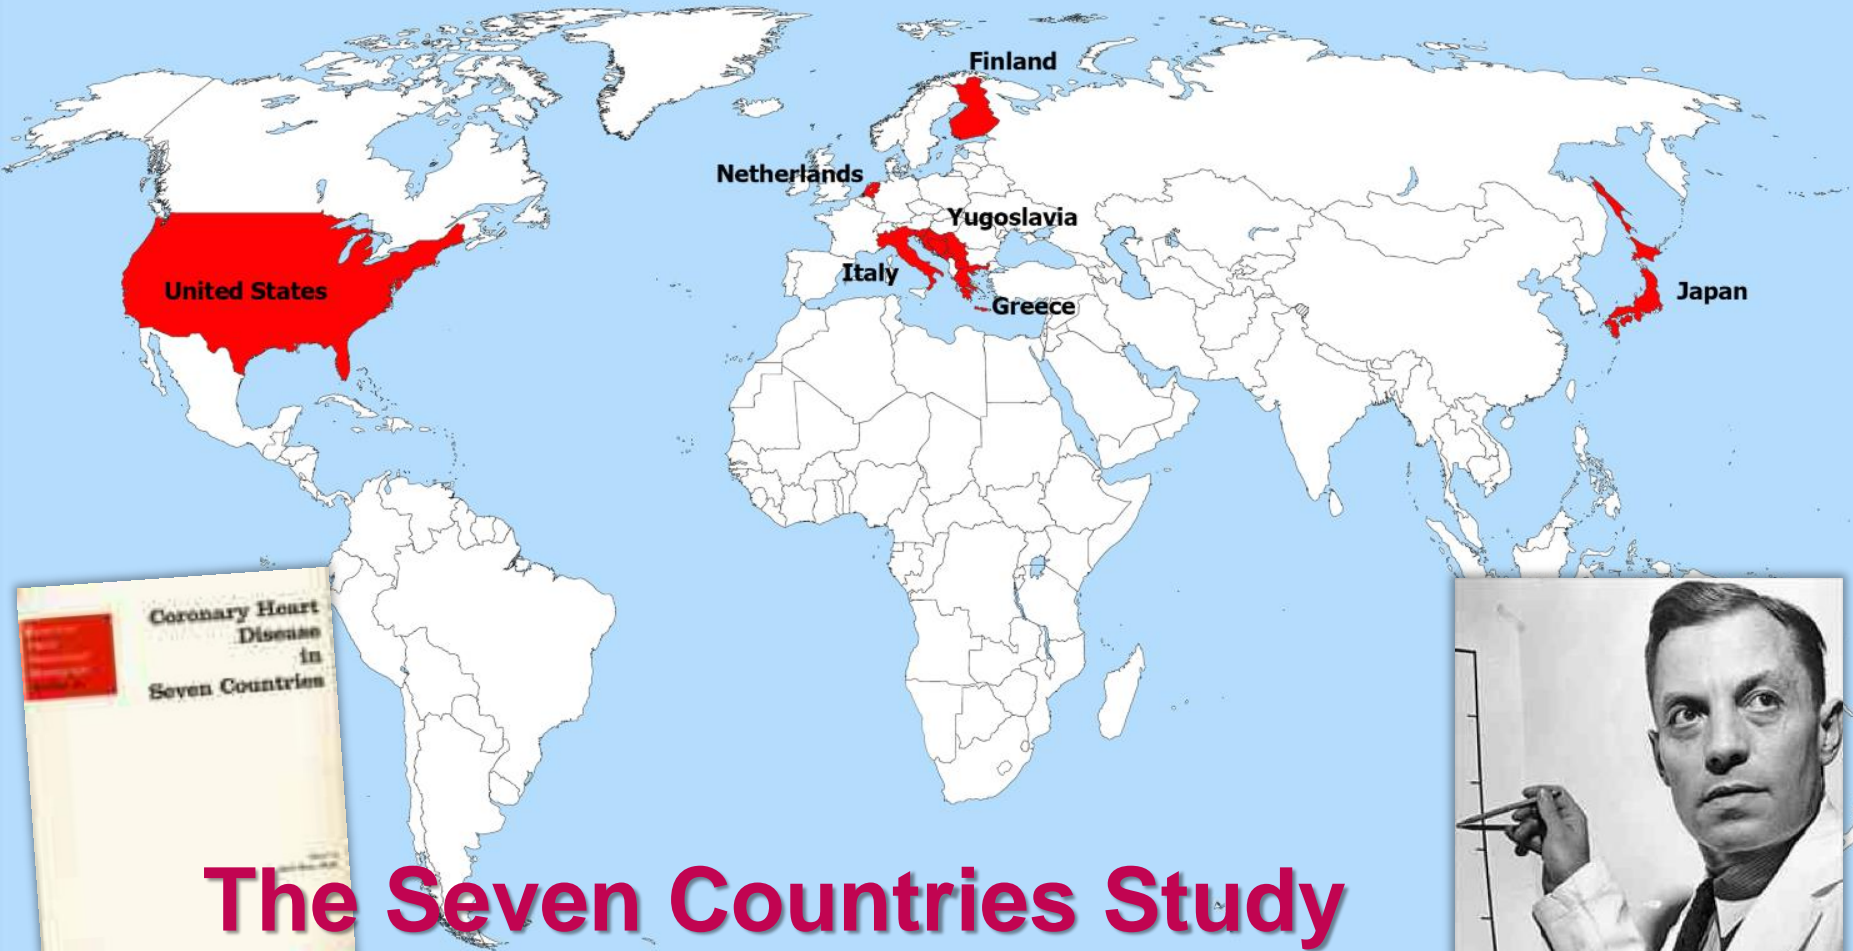 Finland
Netherlands
Yugoslavia
United States
Italy
Japan
Greece
Coronary Heart
Disease
in
Seven Countries
The Seven Countries Study